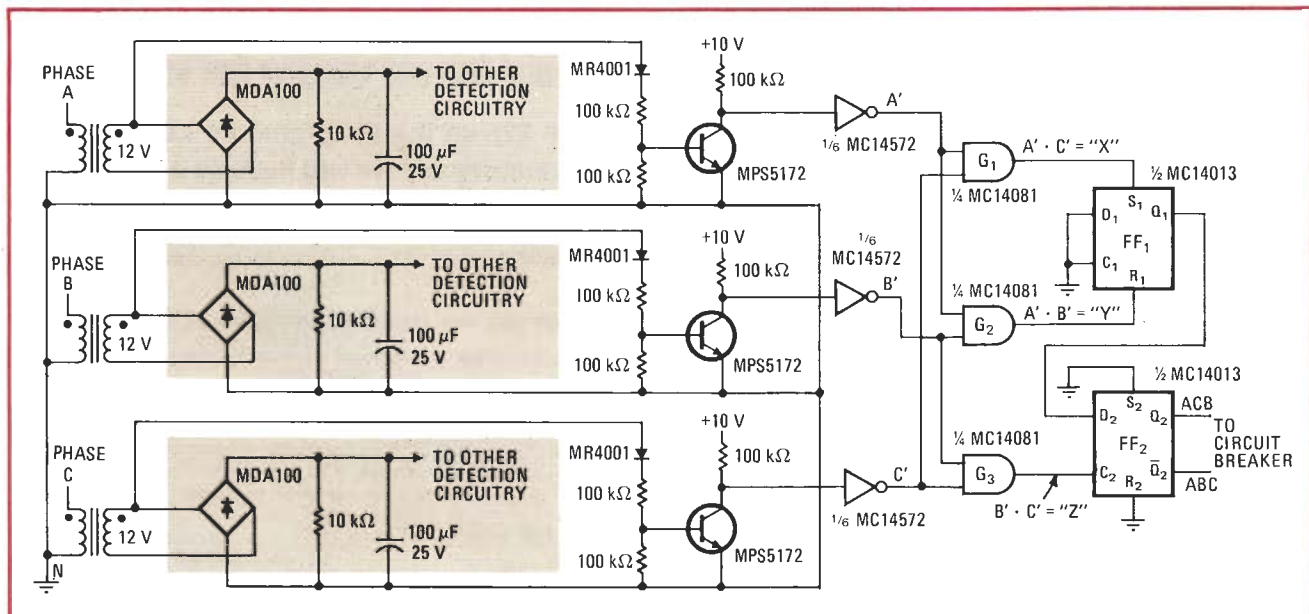 PHASE
A
12 V
MDA100
10 kΩ
100 μF
25 V
TO OTHER
DETECTION
CIRCUITRY
MR4001
100 kΩ
100 kΩ
+10 V
100 kΩ
MPS5172
A'
1/6 MC14572
PHASE
B
12 V
MDA100
10 kΩ
100 μF
25 V
TO OTHER
DETECTION
CIRCUITRY
MR4001
100 kΩ
100 kΩ
+10 V
100 kΩ
MPS5172
1/6
MC14572
B'
PHASE
C
12 V
N
MDA100
10 kΩ
100 μF
25 V
TO OTHER
DETECTION
CIRCUITRY
MR4001
100 kΩ
100 kΩ
+10 V
100 kΩ
MPS5172
C'
1/6 MC14572
G1
1/4 MC14081
A' · C' = "X"
½ MC14013
S1
D1
Q1
FF1
C1
R1
1/4 MC14081
G2
A' · B' = "Y"
1/4 MC14081
G3
B' · C' = "Z"
½ MC14013
S2
D2
Q2
FF2
C2
Q̅2
R2
ACB
TO
CIRCUIT
BREAKER
ABC